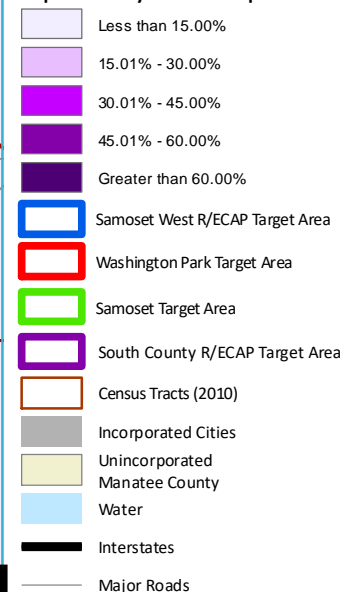 Less than 15.00%
15.01% - 30.00%
30.01% - 45.00%
45.01% - 60.00%
Greater than 60.00%
Samoset West R/ECAP Target Area
Washington Park Target Area
Samoset Target Area
South County R/ECAP Target Area
Census Tracts (2010)
Incorporated Cities
Unincorporated
Manatee County
Water
Interstates
Major Roads